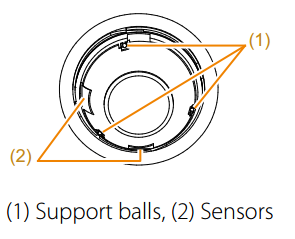 (1)
(2)
(1) Support balls, (2) Sensors